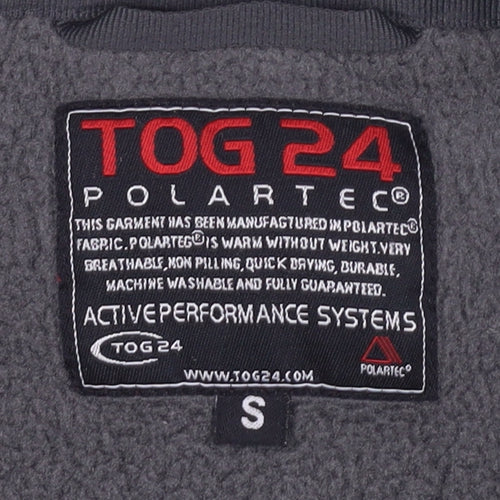 TOG 24
POLARTEC®
THIS GARMENT HAS BEEN MANUFACTURED IN POLARTEC®
FABRIC. POLARTEC® IS WARM WITHOUT WEIGHT. VERY
BREATHABLE, NON PILLING, QUICK DRYING, DURABLE,
MACHINE WASHABLE AND FULLY GUARANTEED.
ACTIVE PERFORMANCE SYSTEMS
TOG 24
POLARTEC®
WWW.TOG24.COM
S